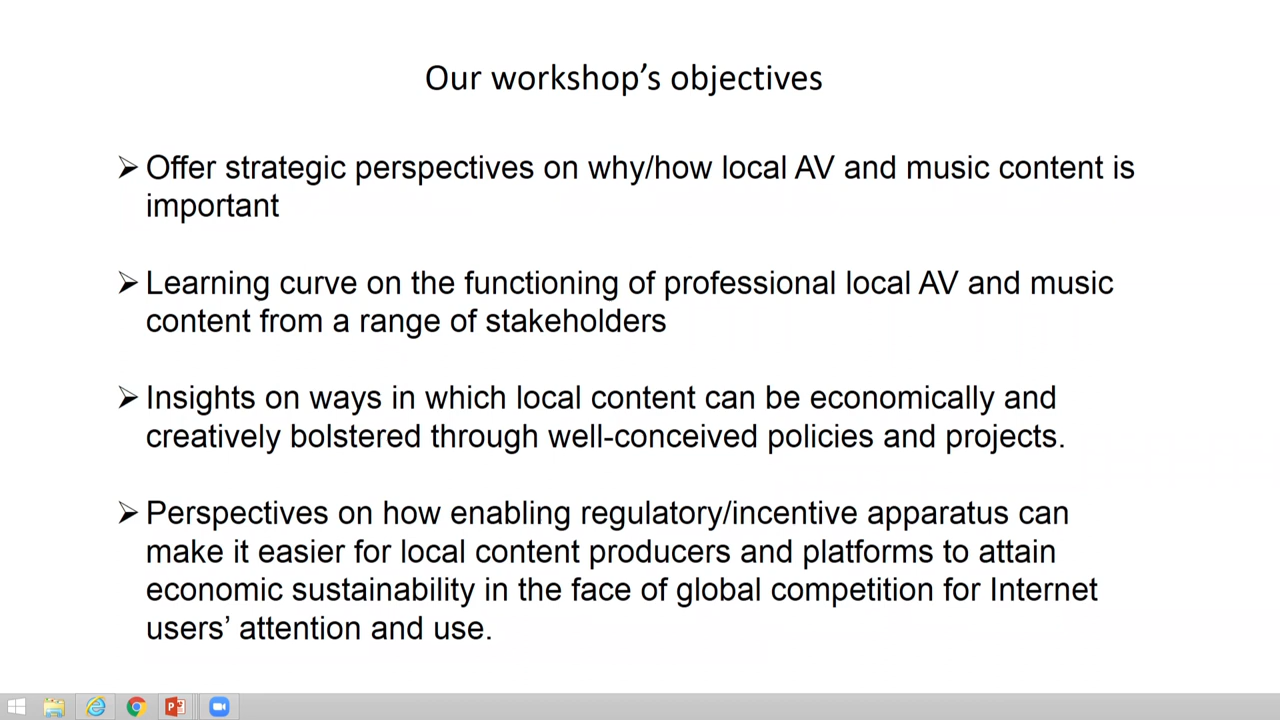 Our workshop’s objectives
➢ Offer strategic perspectives on why/how local AV and music content is
important
➢ Learning curve on the functioning of professional local AV and music
content from a range of stakeholders
➢ Insights on ways in which local content can be economically and
creatively bolstered through well-conceived policies and projects.
➢ Perspectives on how enabling regulatory/incentive apparatus can
make it easier for local content producers and platforms to attain
economic sustainability in the face of global competition for Internet
users’ attention and use.